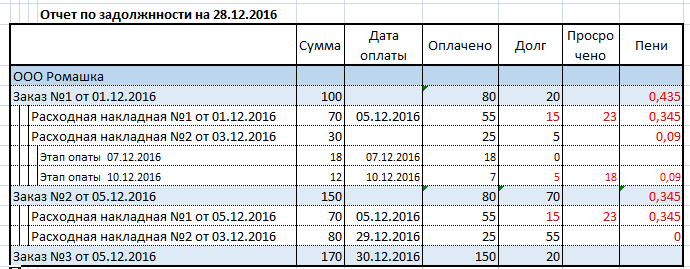 Отчет по задолжнности на 28.12.2016
Сумма Дата оплаты Оплачено Долг Просро чено Пени
ООО Ромашка
Заказ №1 от 01.12.2016 100 80 20 0,435
Расходная накладная №1 от 01.12.2016 70 05.12.2016 55 15 23 0,345
Расходная накладная №2 от 03.12.2016 30 25 5 0,09
Этап опаты 07.12.2016 18 07.12.2016 18 0
Этап опаты 10.12.2016 12 10.12.2016 7 5 18 0,09
Заказ №2 от 05.12.2016 150 80 70 0,345
Расходная накладная №1 от 05.12.2016 70 05.12.2016 55 15 23 0,345
Расходная накладная №2 от 03.12.2016 80 29.12.2016 25 55 0
Заказ №3 от 05.12.2016 170 30.12.2016 150 20